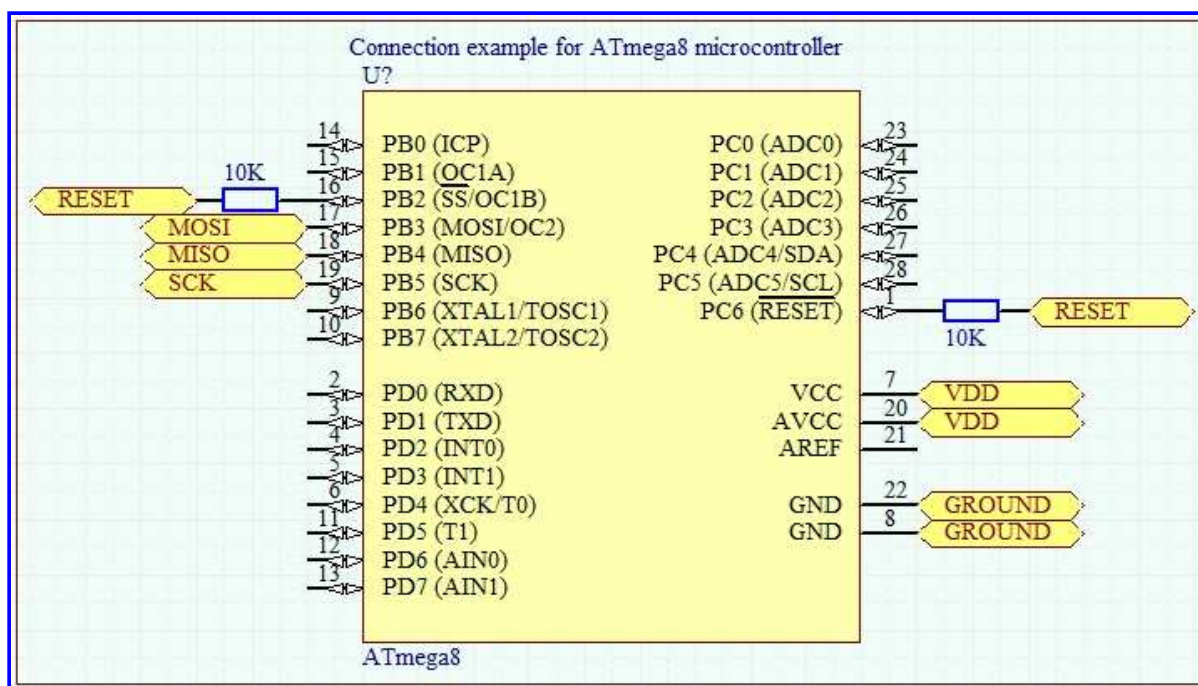 Connection example for ATmega8 microcontroller
U?
14 PB0 (ICP) PC0 (ADC0) 23
15 PB1 (OC1A) PC1 (ADC1) 24
RESET 10K 16 PB2 (SS/OC1B) PC2 (ADC2) 25
MOSI 17 PB3 (MOSI/OC2) PC3 (ADC3) 26
MISO 18 PB4 (MISO) PC4 (ADC4/SDA) 27
SCK 19 PB5 (SCK) PC5 (ADC5/SCL) 28
9 PB6 (XTAL1/TOSC1) PC6 (RESET) 1 10K RESET
10 PB7 (XTAL2/TOSC2)
2 PD0 (RXD) VCC 7 VDD
3 PD1 (TXD) AVCC 20 VDD
4 PD2 (INT0) AREF 21
5 PD3 (INT1)
6 PD4 (XCK/T0) GND 22 GROUND
11 PD5 (T1) GND 8 GROUND
12 PD6 (AIN0)
13 PD7 (AIN1)
ATmega8